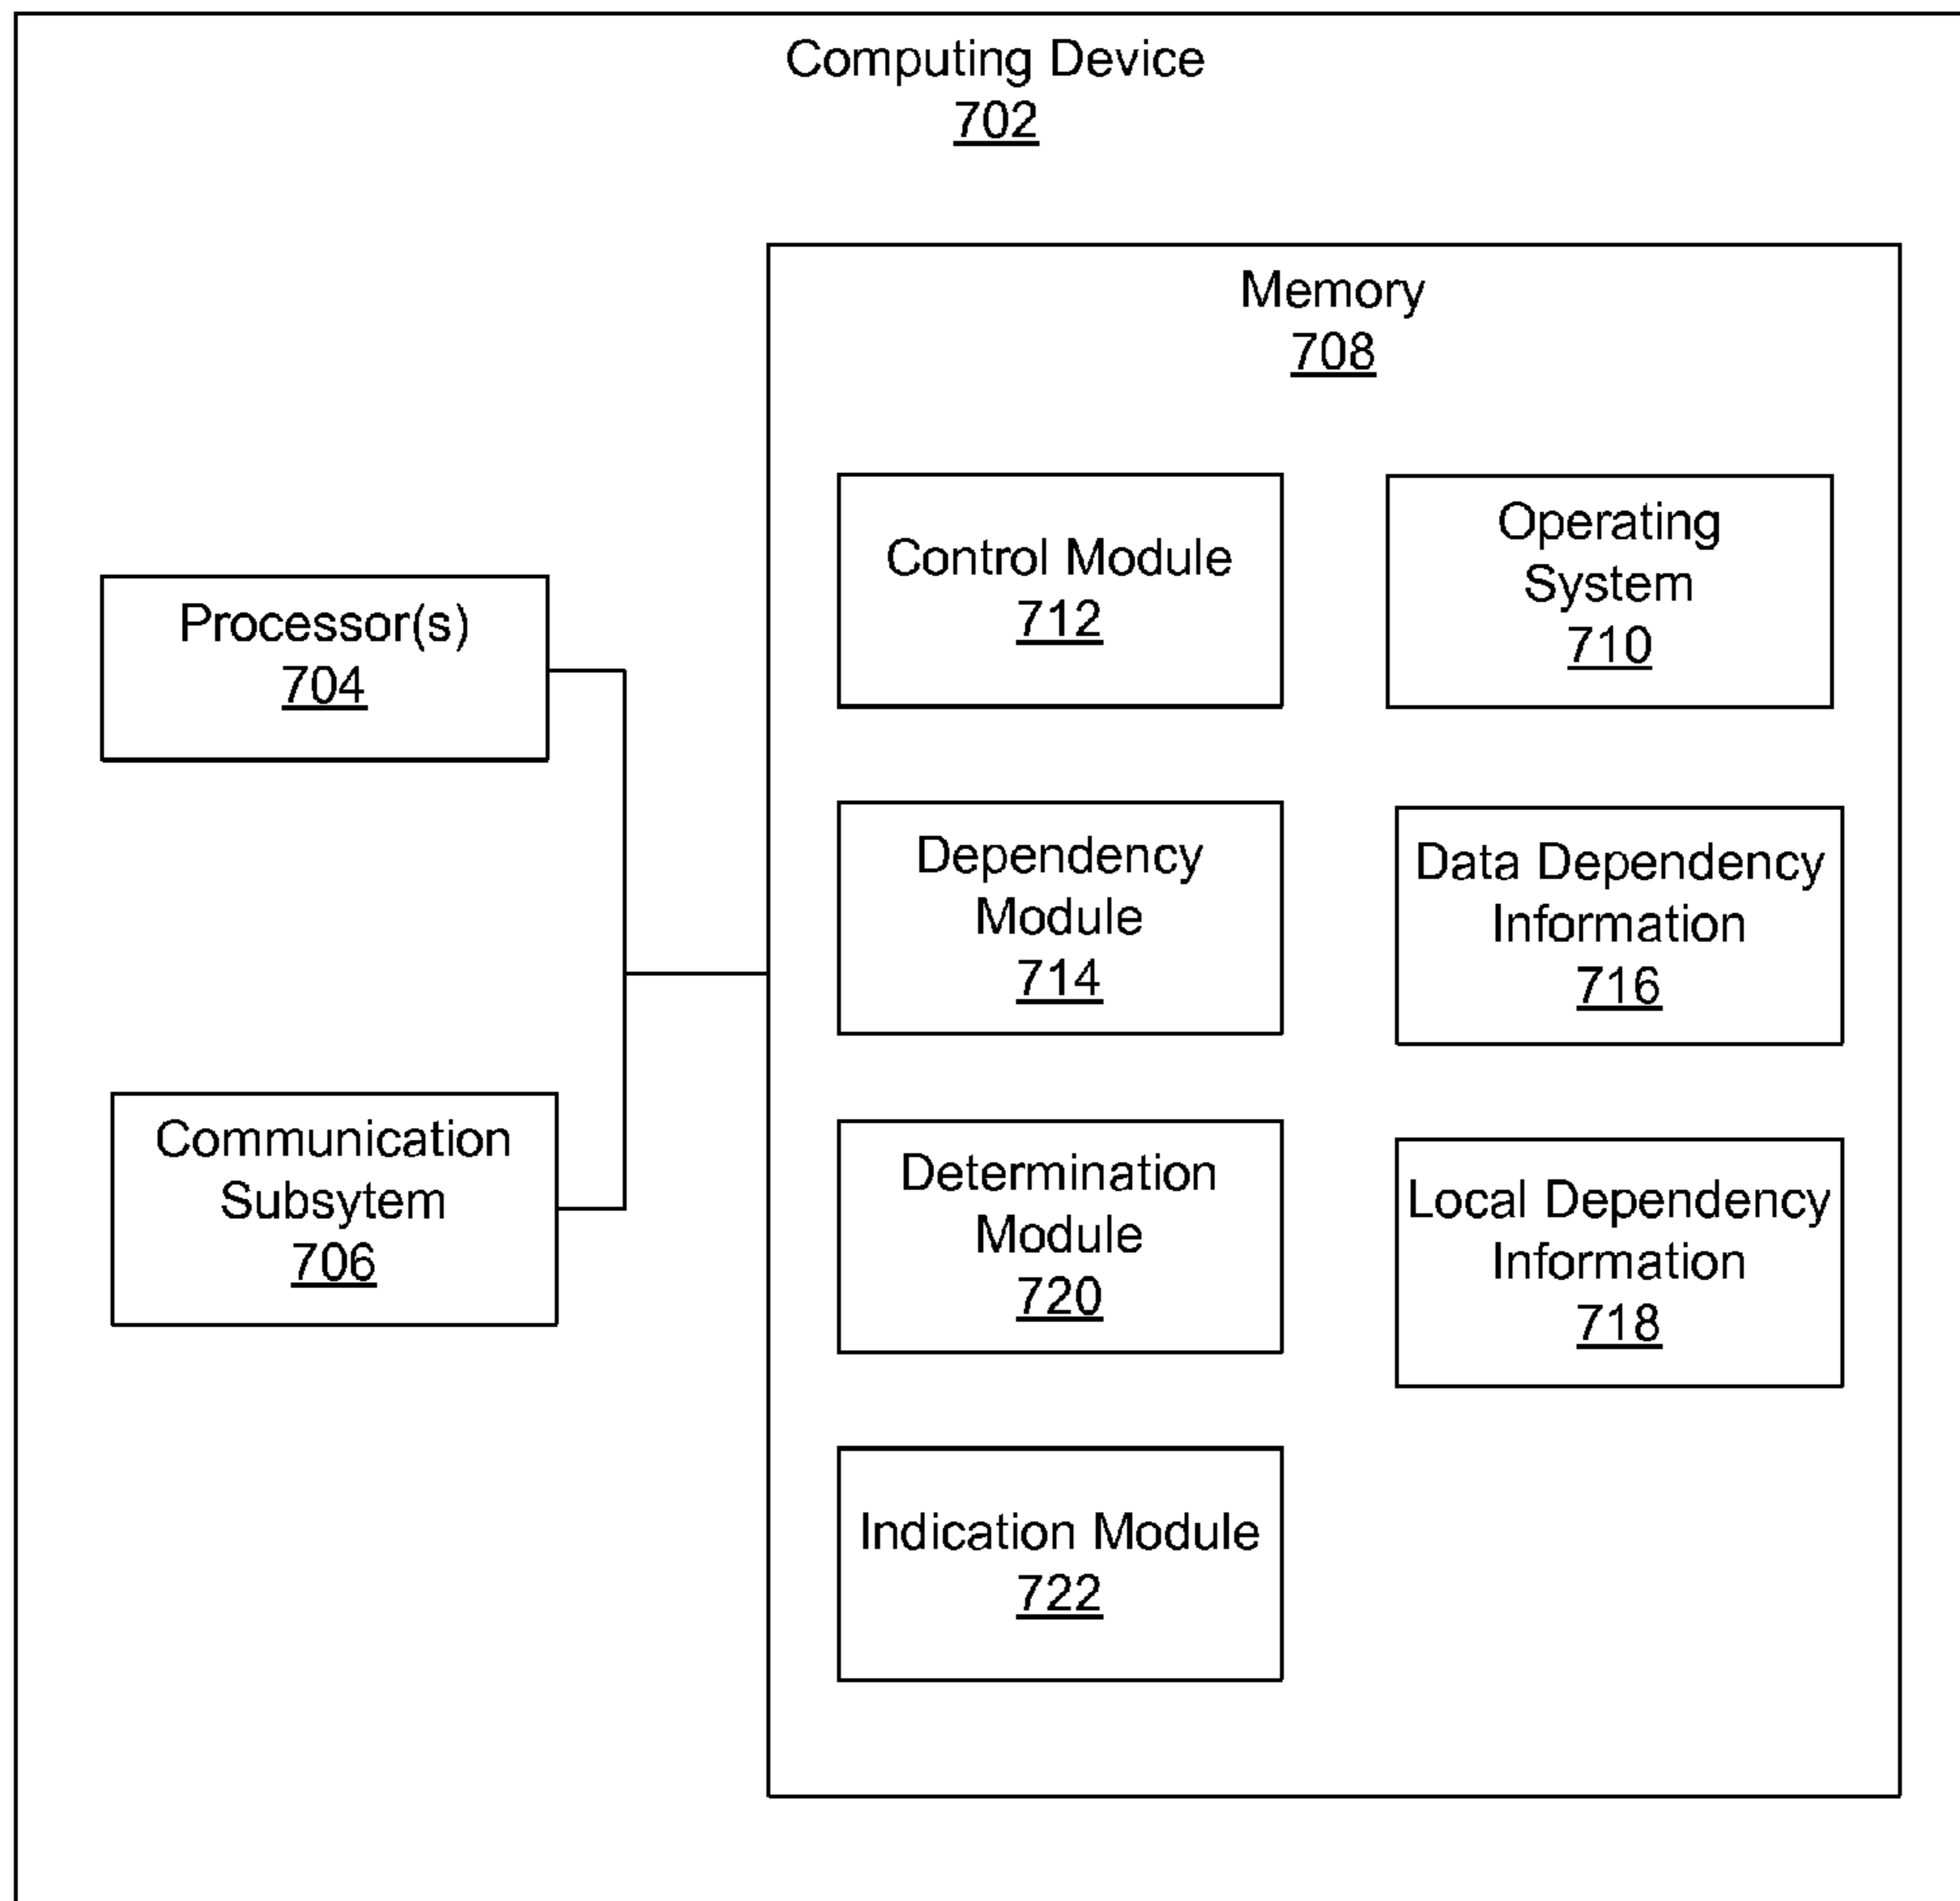 Computing Device
702
Memory
708
Control Module
712
Operating
System
710
Processor(s)
704
Dependency
Module
714
Data Dependency
Information
716
Communication
Subsytem
706
Determination
Module
720
Local Dependency
Information
718
Indication Module
722